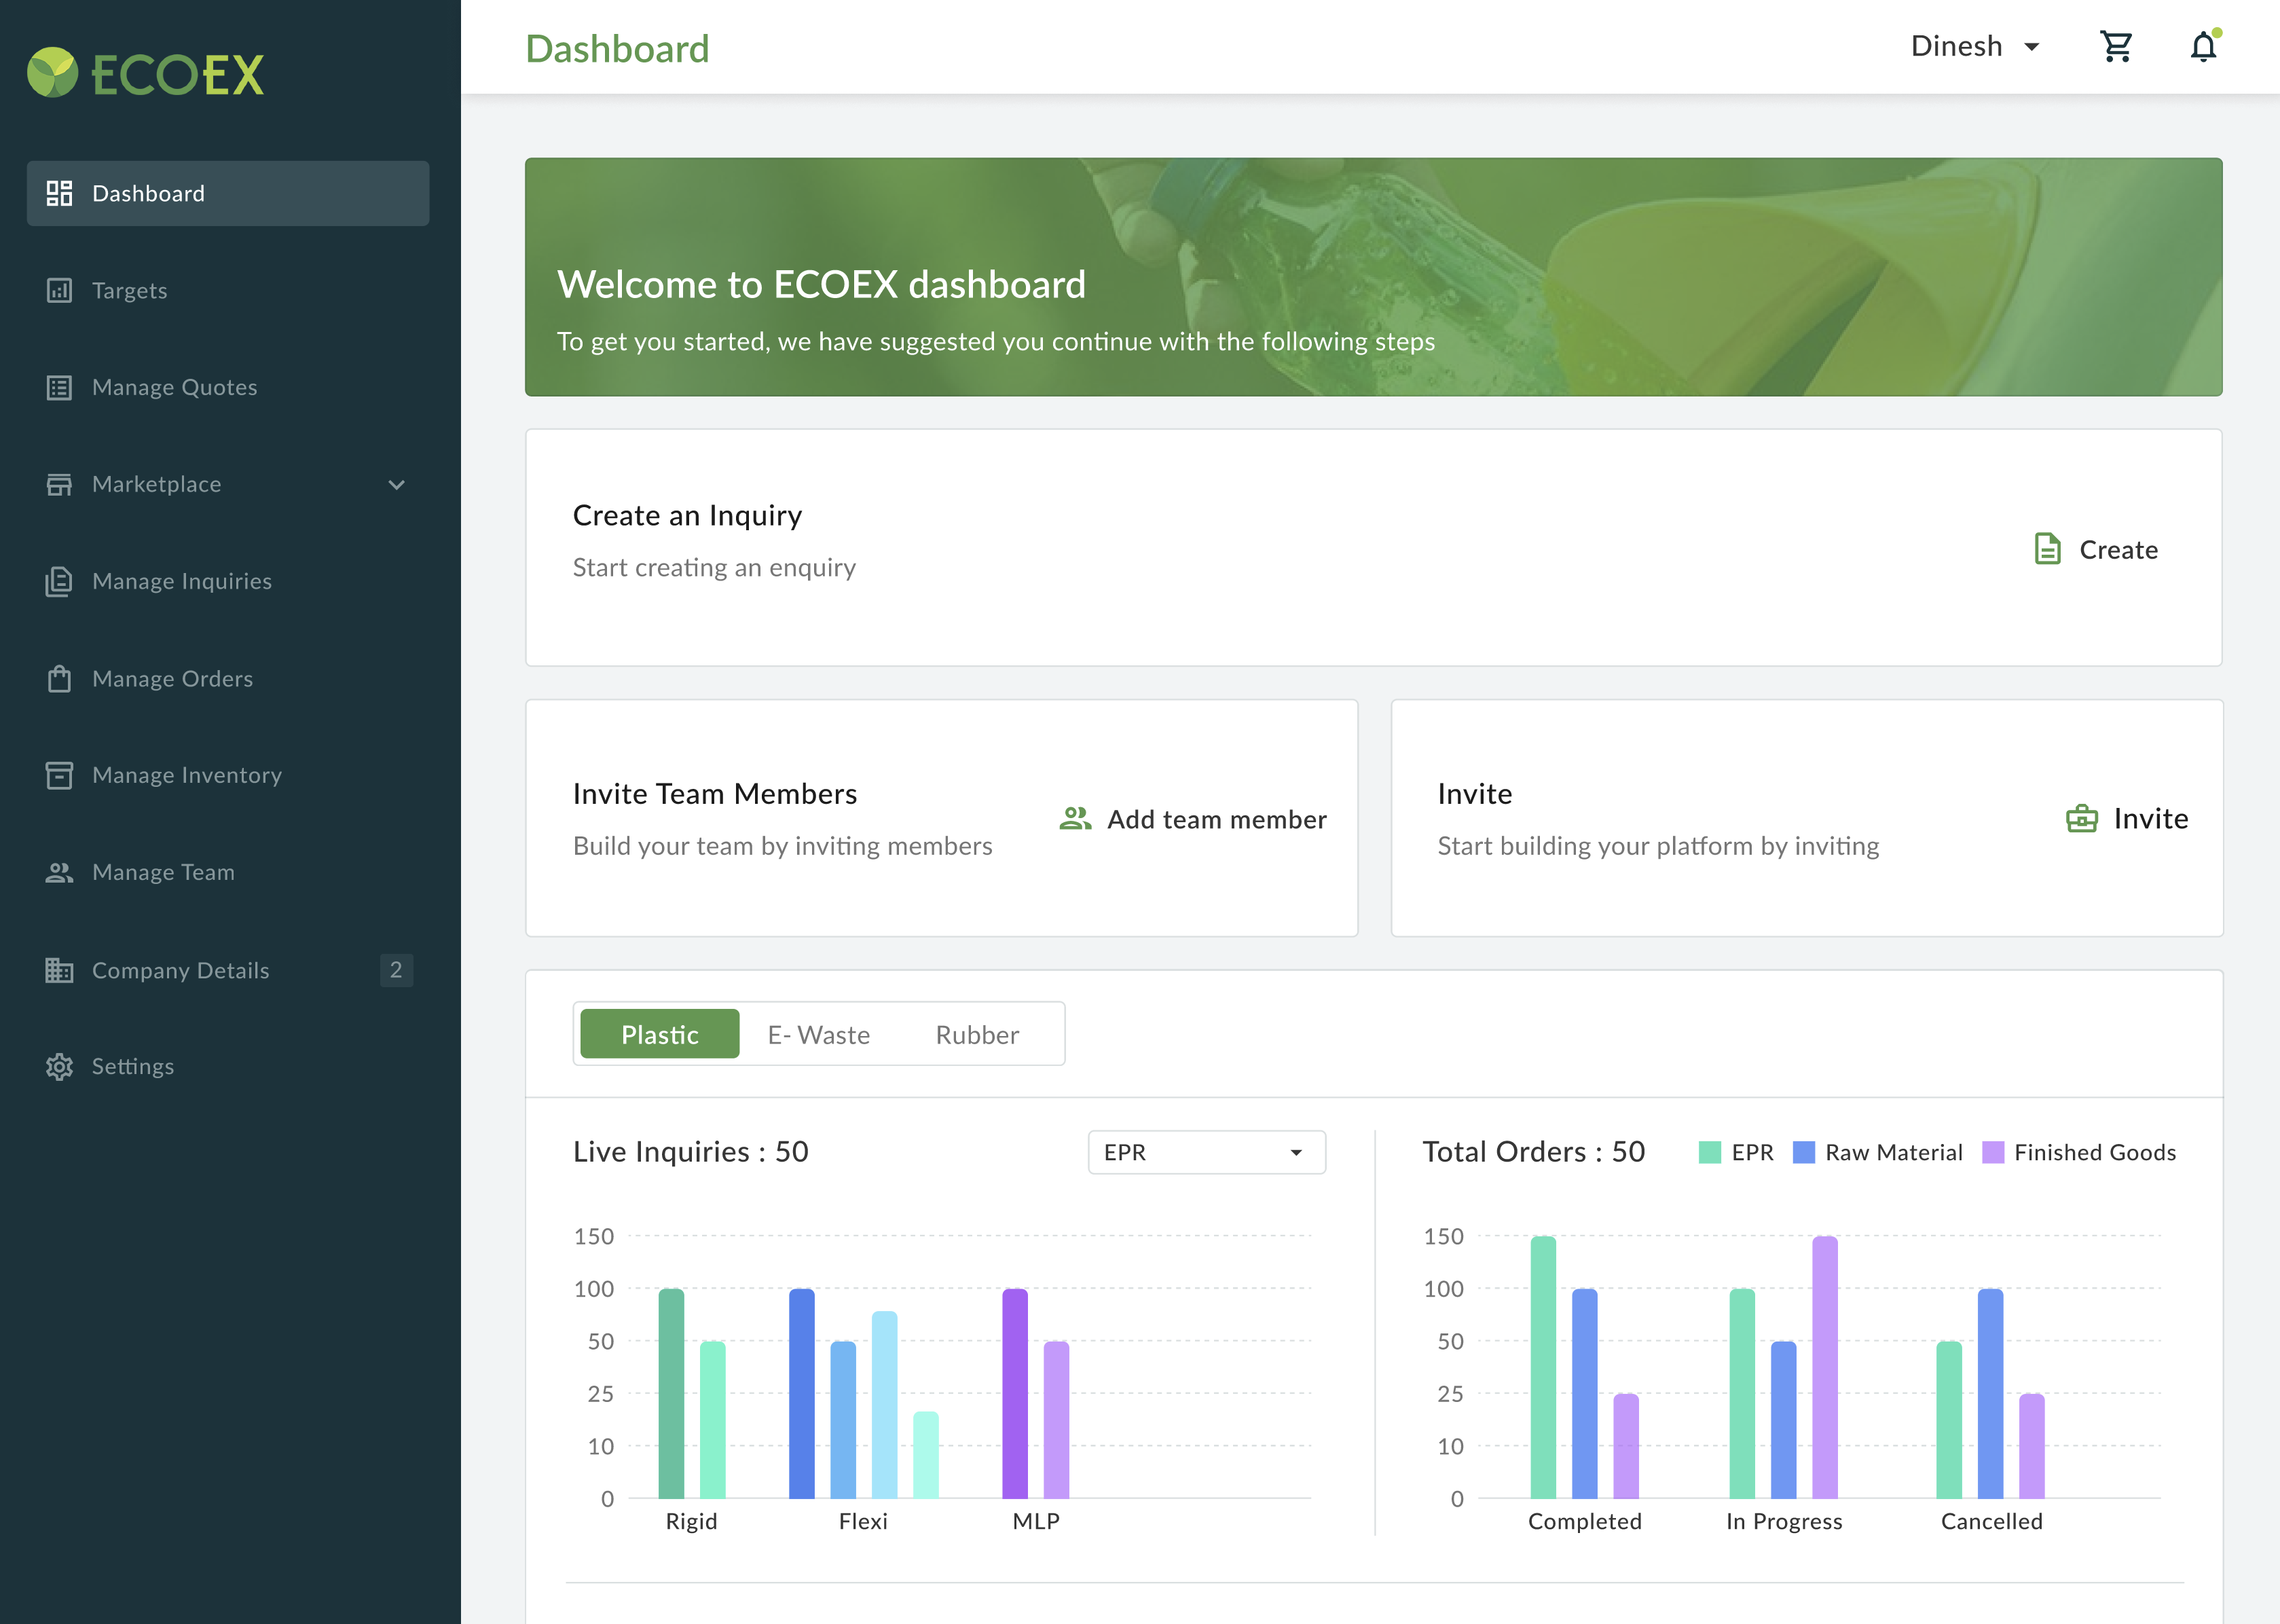 ECOEX
Dashboard
Targets
Manage Quotes
Marketplace
Manage Inquiries
Manage Orders
Manage Inventory
Manage Team
Company Details 2
Settings
Dashboard
Dinesh
Welcome to ECOEX dashboard
To get you started, we have suggested you continue with the following steps
Create an Inquiry
Start creating an enquiry
Create
Invite Team Members
Build your team by inviting members
Add team member
Invite
Start building your platform by inviting
Invite
Plastic E- Waste Rubber
Live Inquiries : 50 EPR
150
100
50
25
10
0
Rigid Flexi MLP
Total Orders : 50 EPR Raw Material Finished Goods
150
100
50
25
10
0
Completed In Progress Cancelled